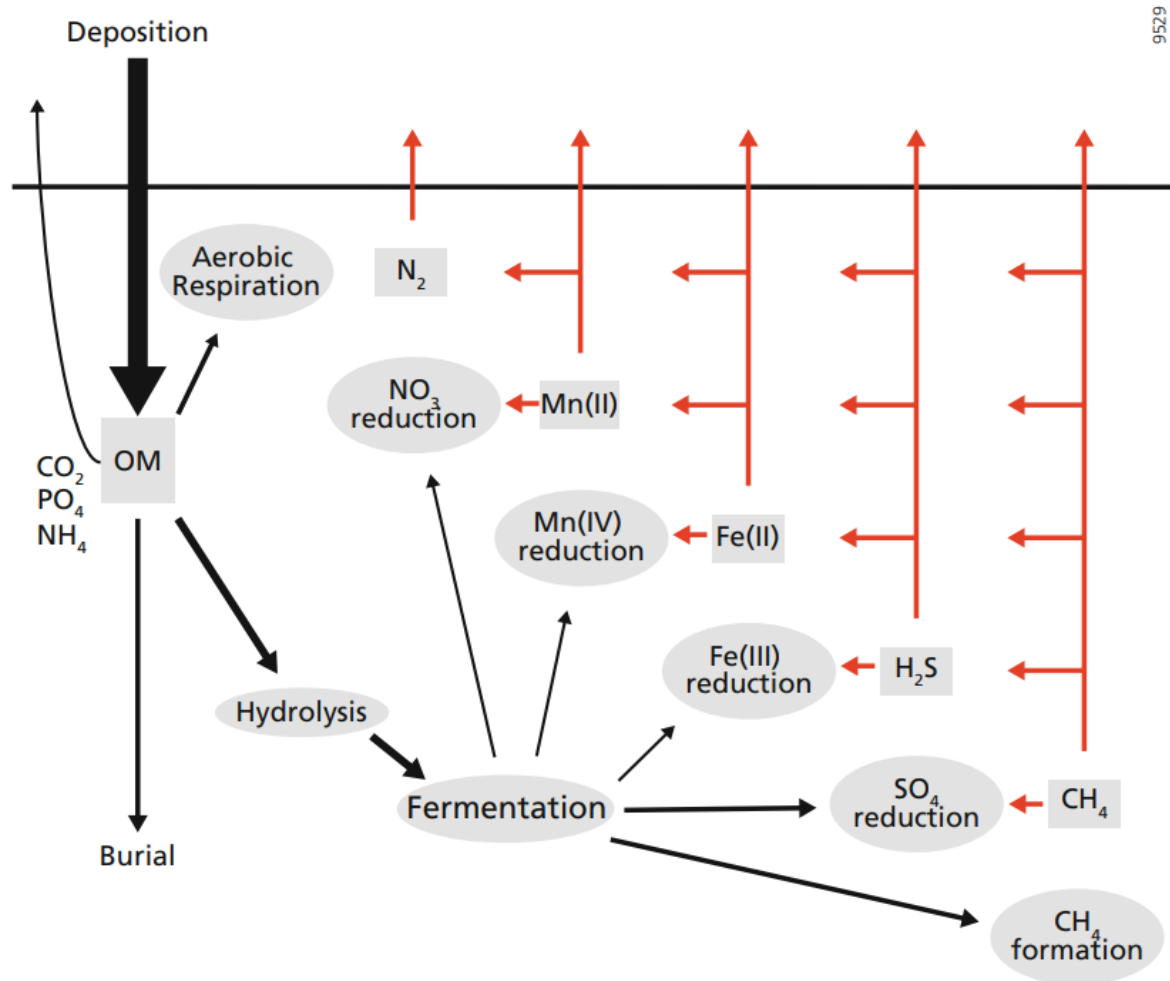 9529
Deposition
Aerobic
Respiration
N₂
NO₃
reduction
Mn(II)
OM
CO₂
PO₄
NH₄
Mn(IV)
reduction
Fe(II)
Fe(III)
reduction
H₂S
Hydrolysis
Fermentation
SO₄
reduction
CH₄
Burial
CH₄
formation